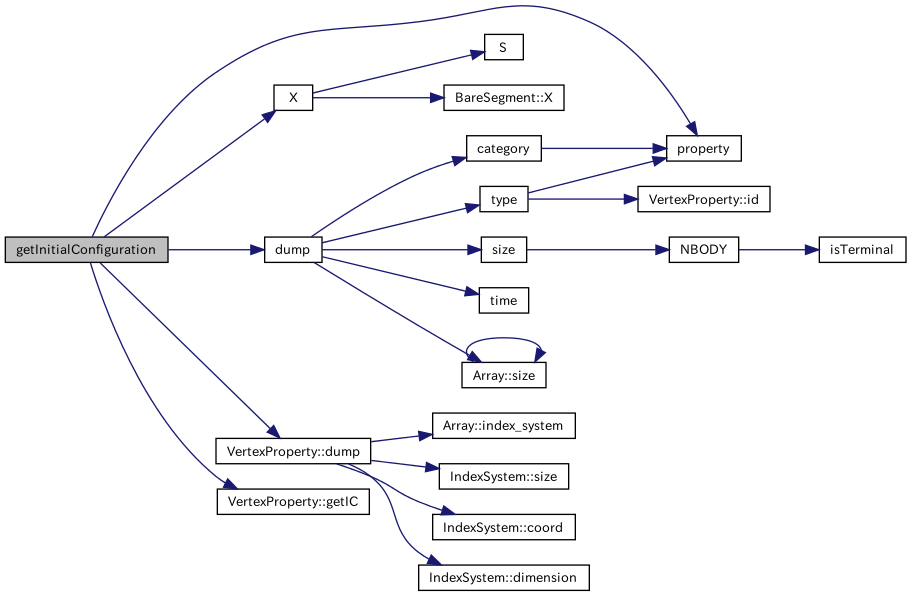 S
X
BareSegment::X
category
property
type
VertexProperty::id
getInitialConfiguration
dump
size
NBODY
isTerminal
time
Array::size
Array::index_system
VertexProperty::dump
IndexSystem::size
VertexProperty::getIC
IndexSystem::coord
IndexSystem::dimension